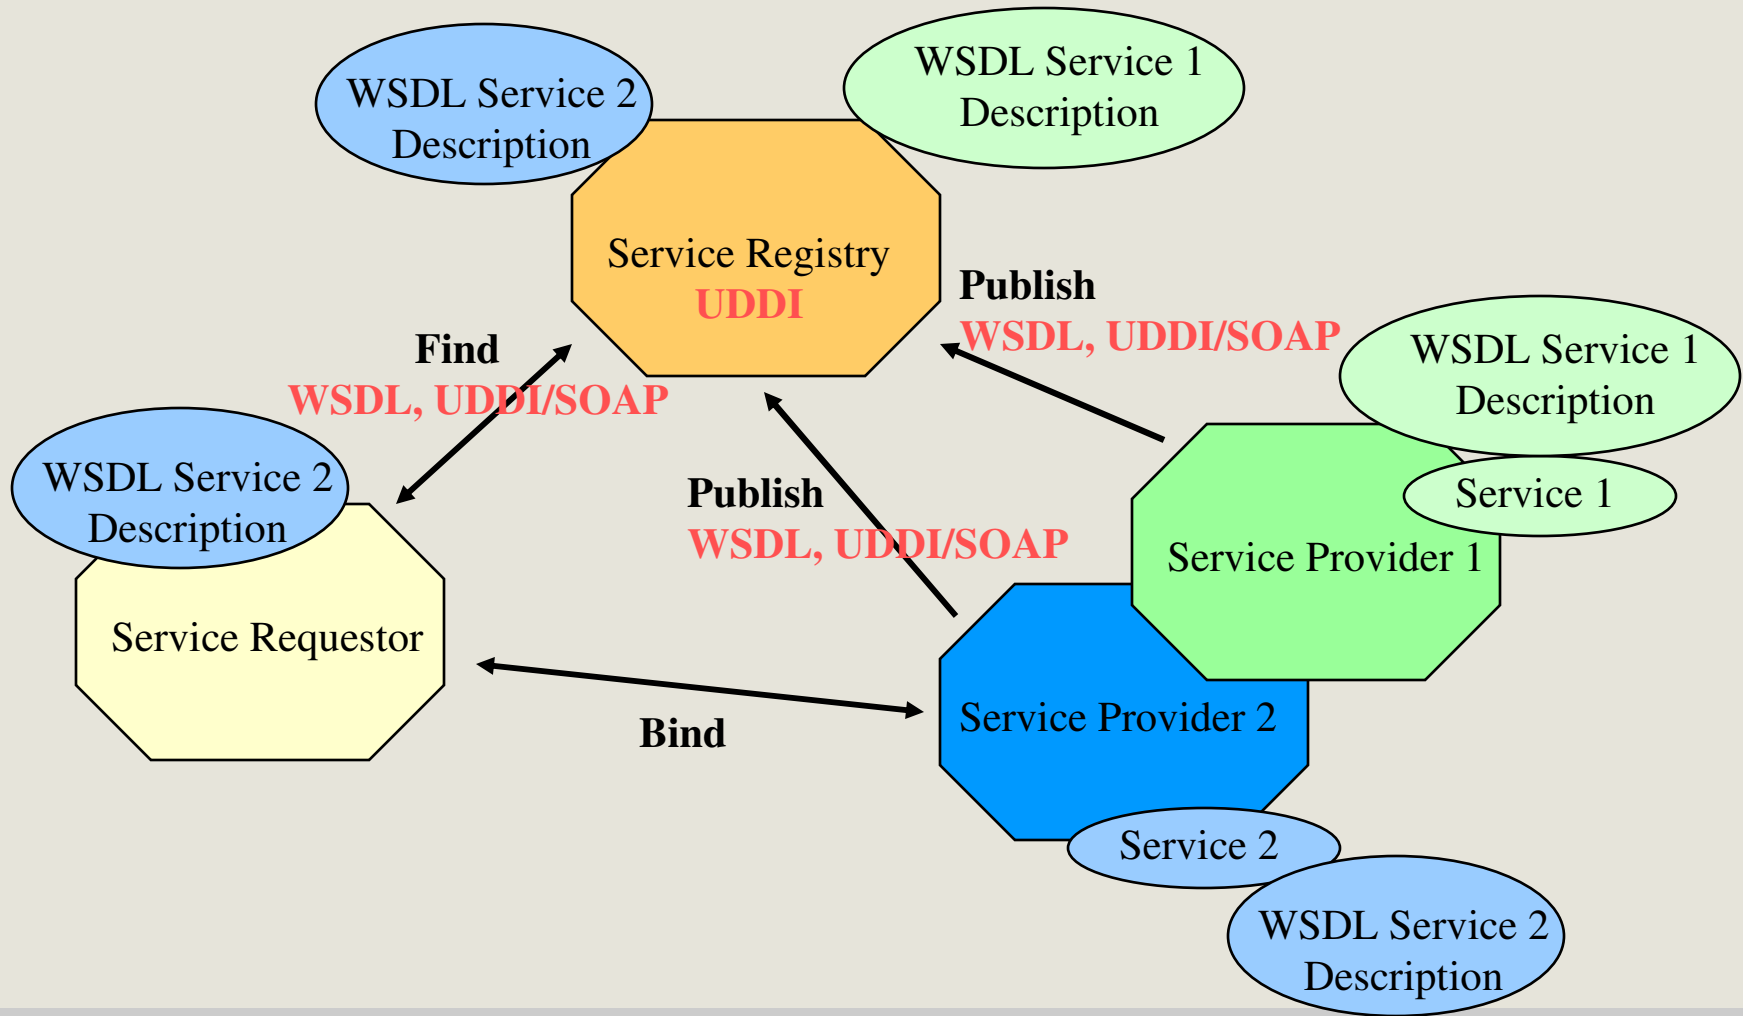 WSDL Service 2
Description
WSDL Service 1
Description
Service Registry
UDDI
Publish
WSDL, UDDI/SOAP
Find
WSDL, UDDI/SOAP
WSDL Service 1
Description
Service 1
Service Provider 1
WSDL Service 2
Description
Service Requestor
Publish
WSDL, UDDI/SOAP
Bind
Service Provider 2
Service 2
WSDL Service 2
Description